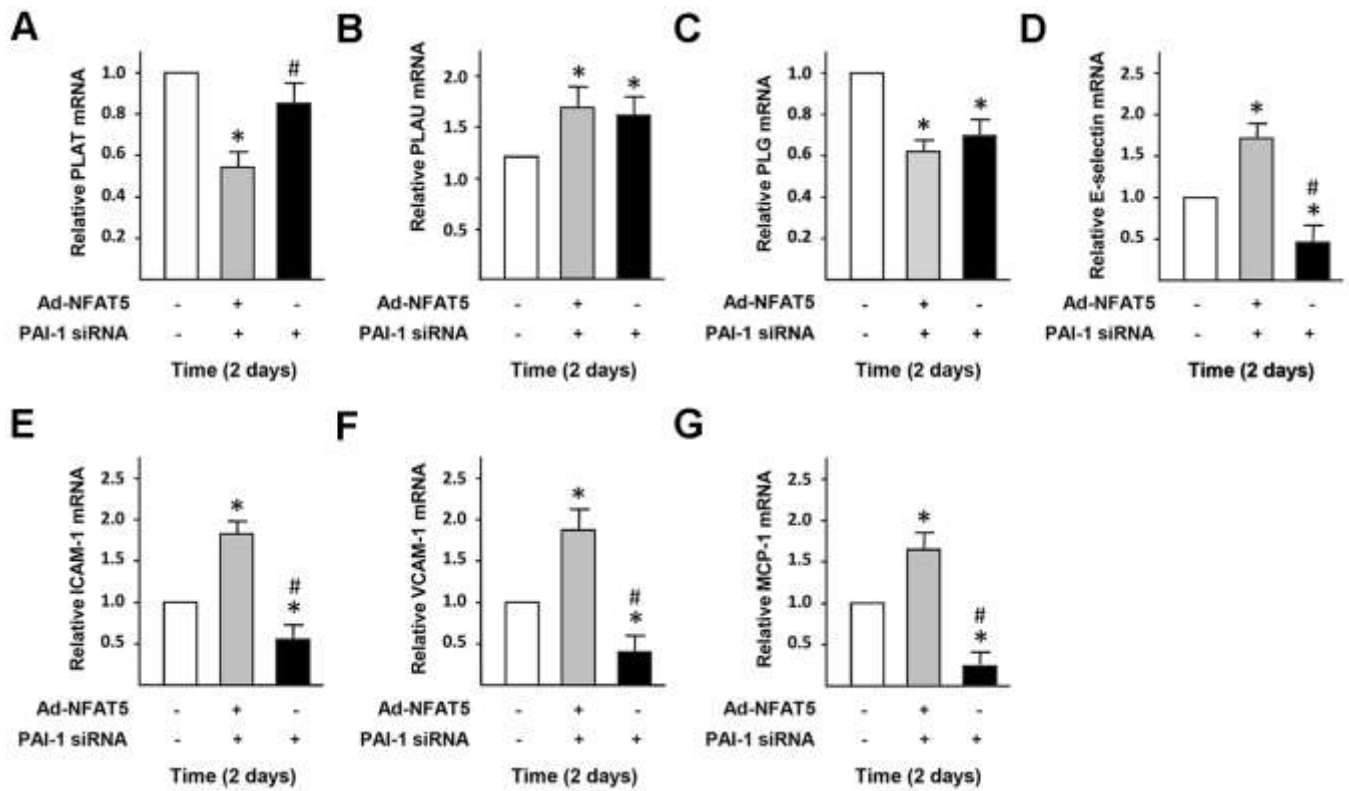 A
Relative PLAT mRNA
1.0
0.8
0.6
0.4
0.2
*
#
Ad-NFAT5 - + -
PAI-1 siRNA - + +
Time (2 days)
B
Relative PLAU mRNA
2.0
1.5
1.0
0.5
*
*
- + -
Ad-NFAT5
PAI-1 siRNA - + +
Time (2 days)
C
Relative PLG mRNA
1.0
0.8
0.6
0.4
0.2
*
*
Ad-NFAT5 - + -
PAI-1 siRNA - + +
Time (2 days)
D
Relative E-selectin mRNA
2.5
2.0
1.5
1.0
0.5
*
#
*
Ad-NFAT5 - + -
PAI-1 siRNA - + +
Time (2 days)
E
Relative ICAM-1 mRNA
2.5
2.0
1.5
1.0
0.5
*
#
*
Ad-NFAT5 - + -
PAI-1 siRNA - + +
Time (2 days)
F
Relative VCAM-1 mRNA
2.5
2.0
1.5
1.0
0.5
*
#
*
Ad-NFAT5 - + -
PAI-1 siRNA - + +
Time (2 days)
G
Relative MCP-1 mRNA
2.5
2.0
1.5
1.0
0.5
*
#
*
Ad-NFAT5 - + -
PAI-1 siRNA - + +
Time (2 days)